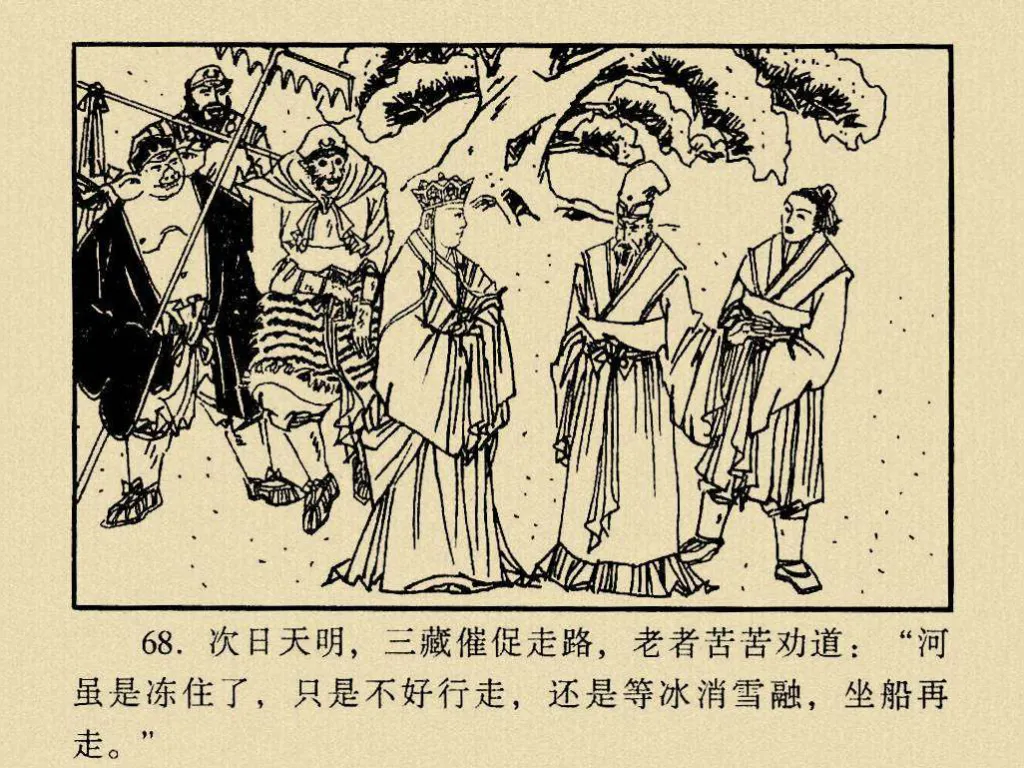 68. 次日天明，三藏催促走路，老者苦苦劝道：“河
虽是冻住了，只是不好行走，还是等冰消雪融，坐船再
走。”